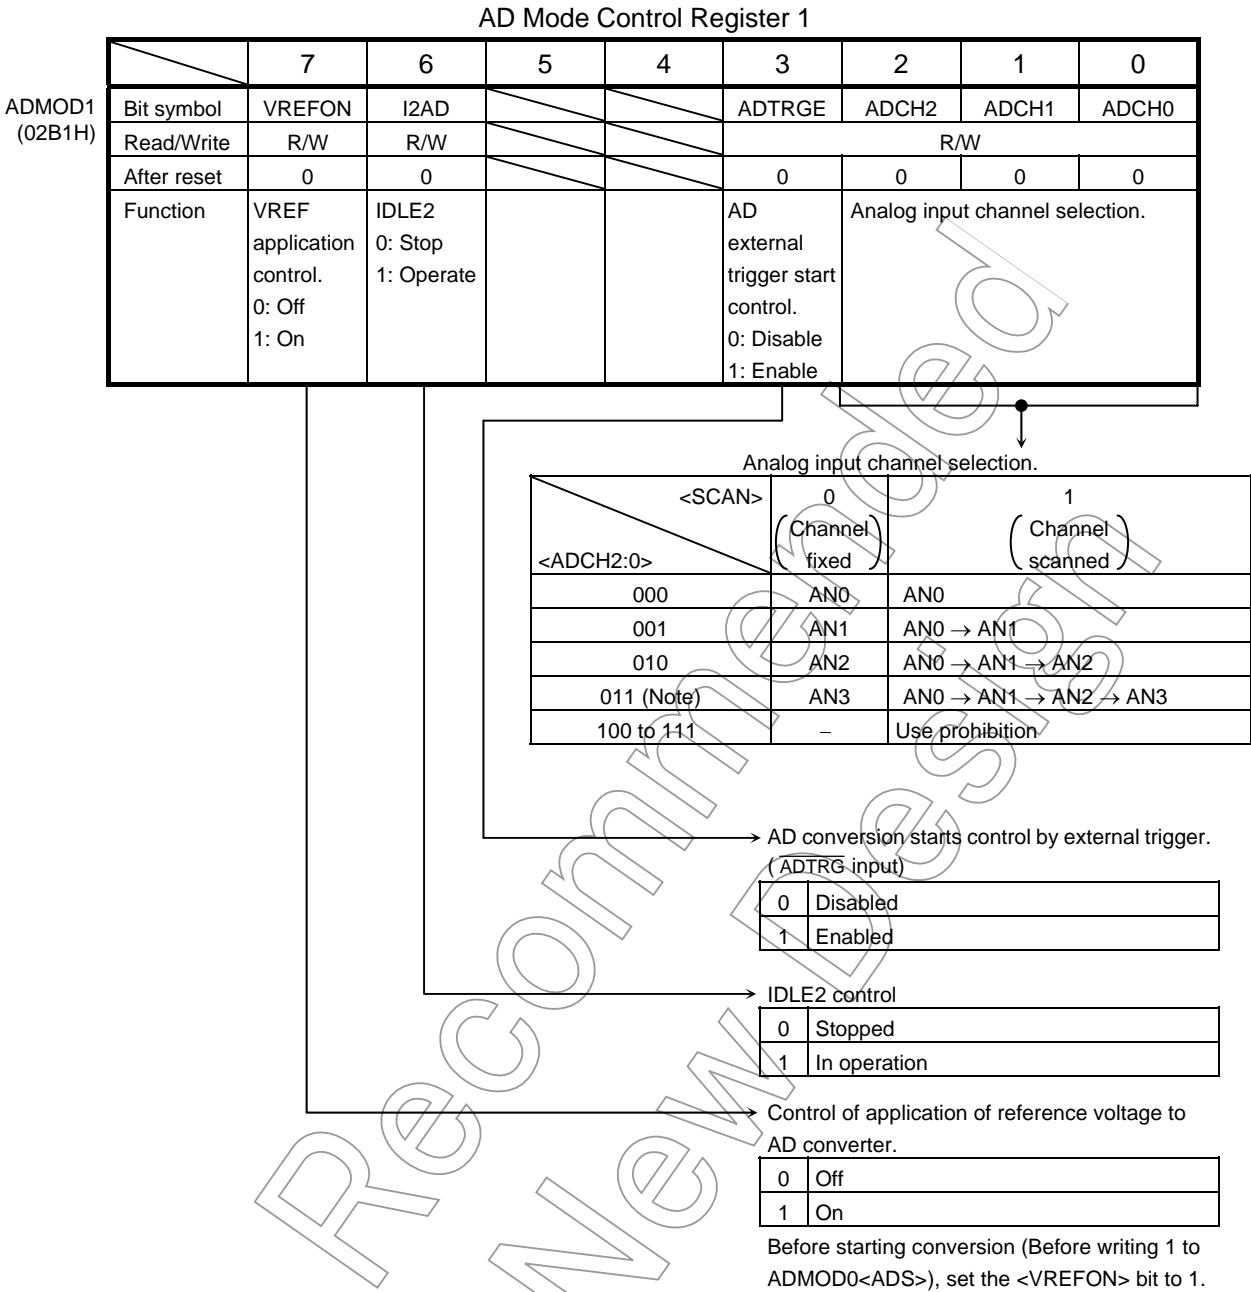 AD Mode Control Register 1
7 6 5 4 3 2 1 0
ADMOD1
(02B1H)
Bit symbol VREFON I2AD ADTRGE ADCH2 ADCH1 ADCH0
Read/Write R/W R/W R/W
After reset 0 0 0 0 0 0
Function VREF IDLE2 AD Analog input channel selection.
application 0: Stop external
control. 1: Operate trigger start
0: Off control.
1: On 0: Disable
1: Enable
Analog input channel selection.
<SCAN> 0 1
Channel Channel
<ADCH2:0> fixed scanned
000 AN0 AN0
001 AN1 AN0 → AN1
010 AN2 AN0 → AN1 → AN2
011 (Note) AN3 AN0 → AN1 → AN2 → AN3
100 to 111 – Use prohibition
AD conversion starts control by external trigger.
( ADTRG input)
0 Disabled
1 Enabled
IDLE2 control
0 Stopped
1 In operation
Control of application of reference voltage to
AD converter.
0 Off
1 On
Before starting conversion (Before writing 1 to
ADMOD0<ADS>), set the <VREFON> bit to 1.
Recommended
New Design